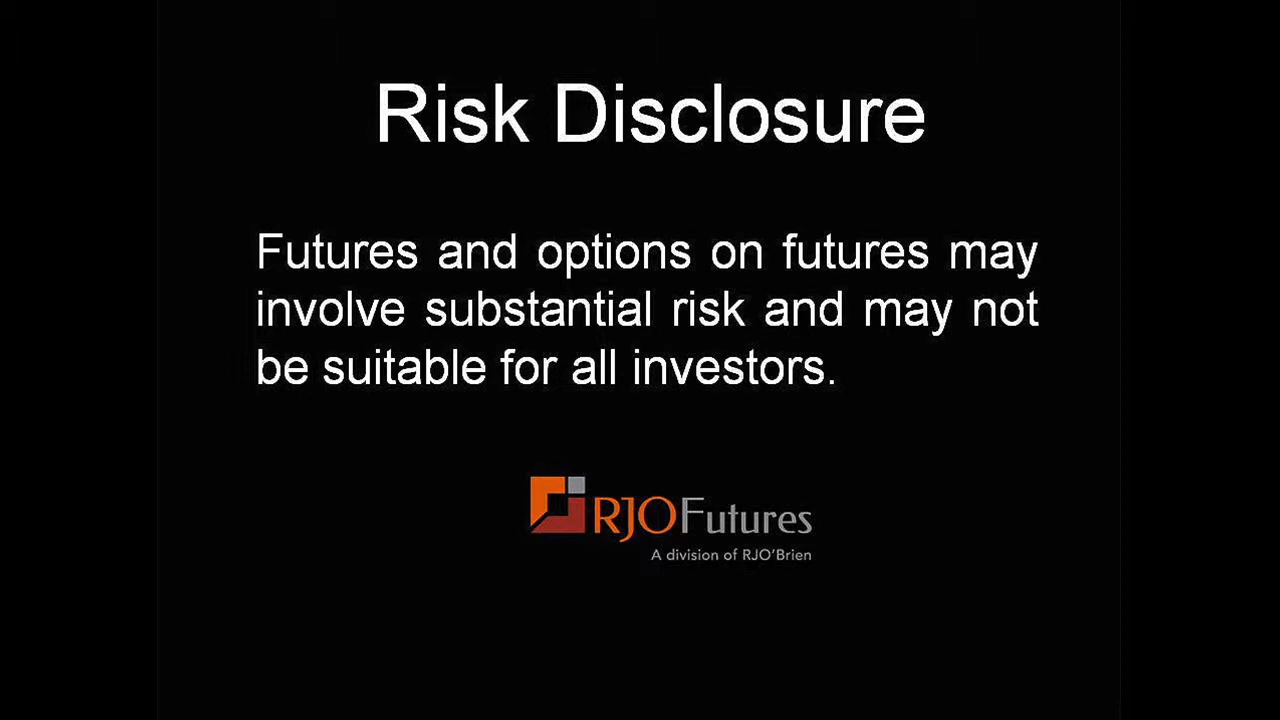 Risk Disclosure
Futures and options on futures may
involve substantial risk and may not
be suitable for all investors.
RJOFutures
A division of RJO'Brien